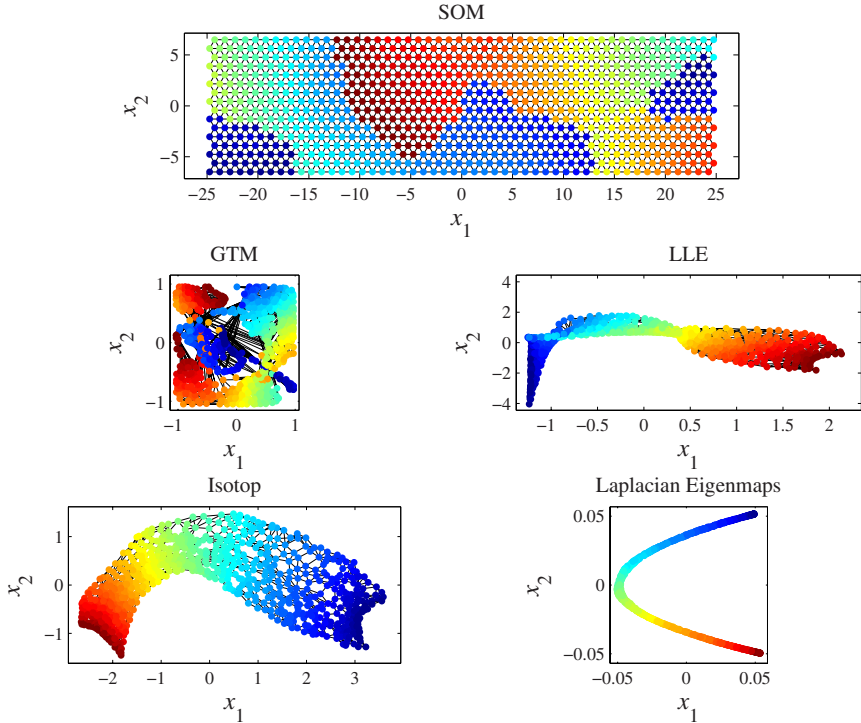 SOM
5
0
−5
x2
−25 −20 −15 −10 −5 0 5 10 15 20 25
x1
GTM
1
0
−1
x2
−1 0 1
x1
LLE
4
2
0
−2
−4
x2
−1 −0.5 0 0.5 1 1.5 2
x1
Isotop
1
0
−1
x2
−2 −1 0 1 2 3
x1
Laplacian Eigenmaps
0.05
0
−0.05
x2
−0.05 0 0.05
x1